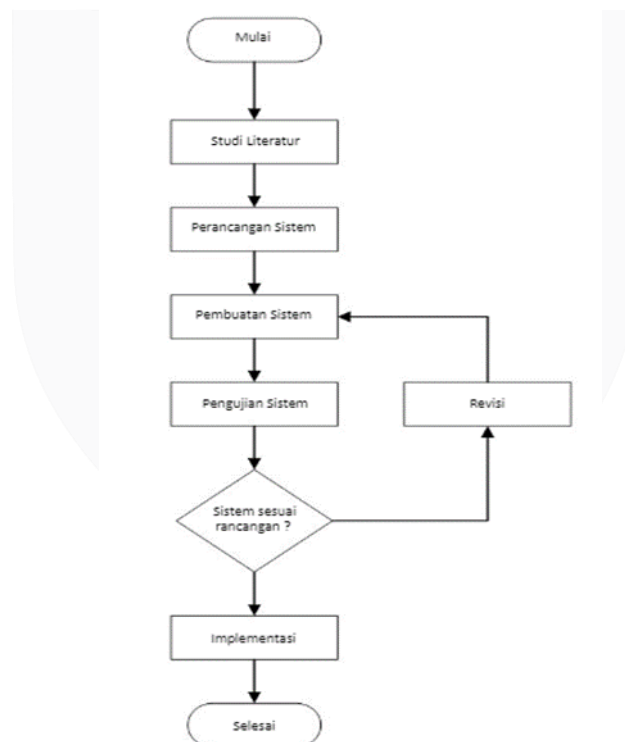 Mulai
Studi Literatur
Perancangan Sistem
Pembuatan Sistem
Pengujian Sistem
Revisi
Sistem sesuai
rancangan ?
Implementasi
Selesai